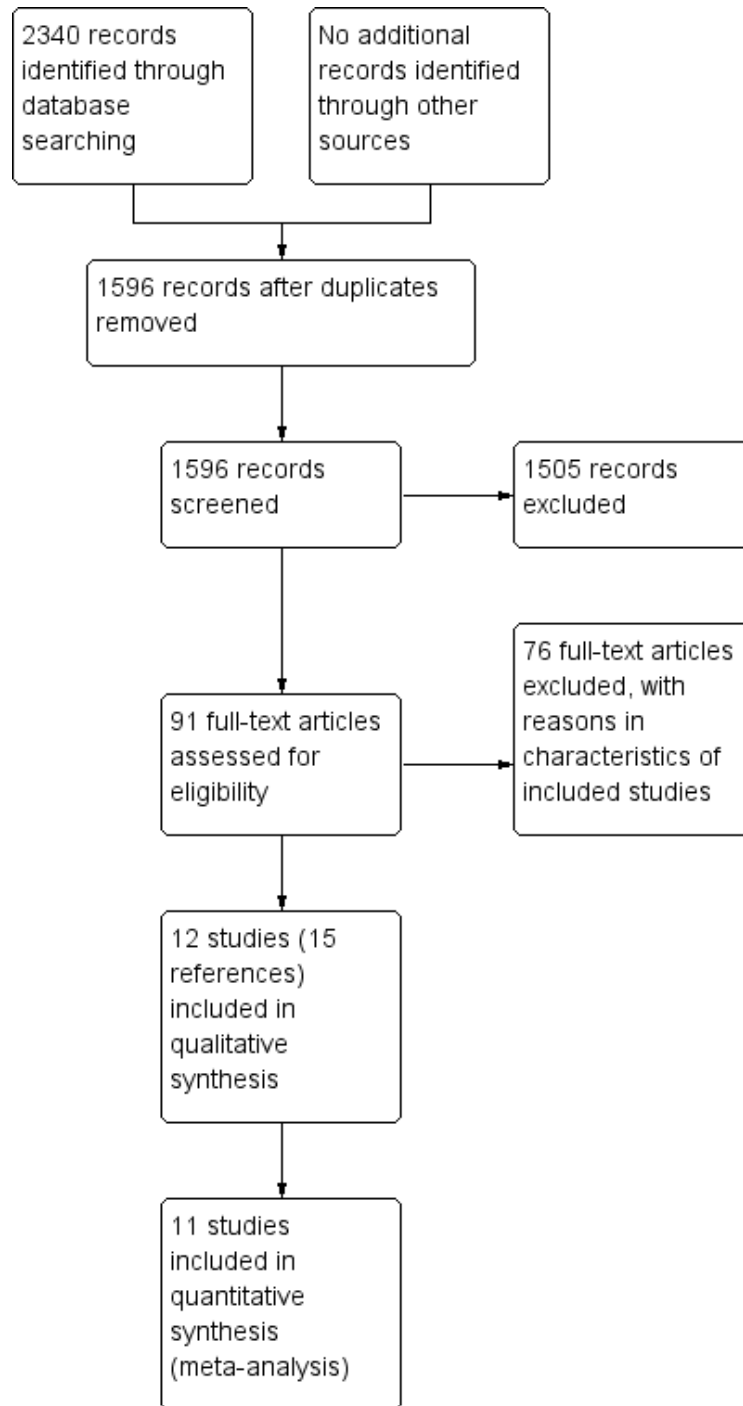 2340 records
identified through
database
searching
No additional
records identified
through other
sources
1596 records after duplicates
removed
1596 records
screened
1505 records
excluded
91 full-text articles
assessed for
eligibility
76 full-text articles
excluded, with
reasons in
characteristics of
included studies
12 studies (15
references)
included in
qualitative
synthesis
11 studies
included in
quantitative
synthesis
(meta-analysis)